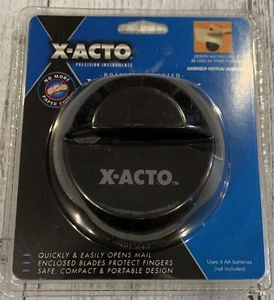 X-ACTO
PRECISION INSTRUMENTS
NO MORE
PAPER CUTS
X-ACTO™
QUICKLY & EASILY OPENS MAIL
ENCLOSED BLADES PROTECT FINGERS
SAFE, COMPACT & PORTABLE DESIGN
Uses 4 AA batteries
(not included)